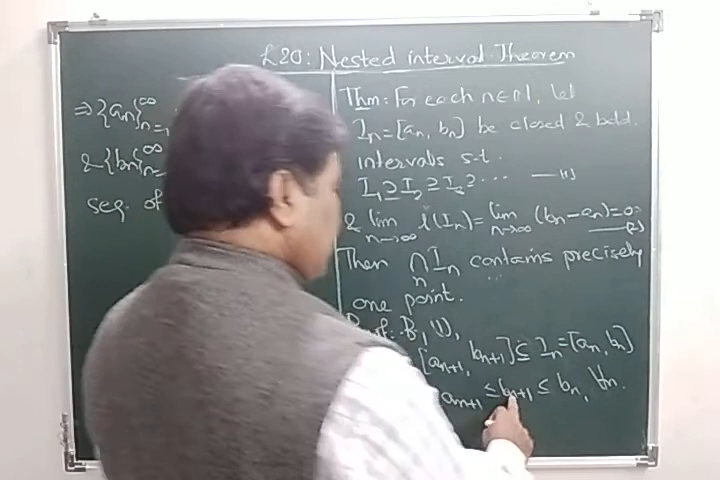 L20: Nested interval Theorem
⇒ {an}∞n=1
& {bn}∞n=
seq. of
Thm: For each n∈N, let
In = [an, bn] be closed & bdd.
intervals s.t.
I1 ⊇ I2 ⊇ I3 ⊇ ... —(1)
& lim n→∞ l(In) = lim n→∞ (bn − an) = 0 —(2)
Then ∩n In contains precisely
one point.
Proof: By (1),
[an+1, bn+1] ⊆ In = [an, bn]
an+1 ≤ bn+1 ≤ bn, ∀n.